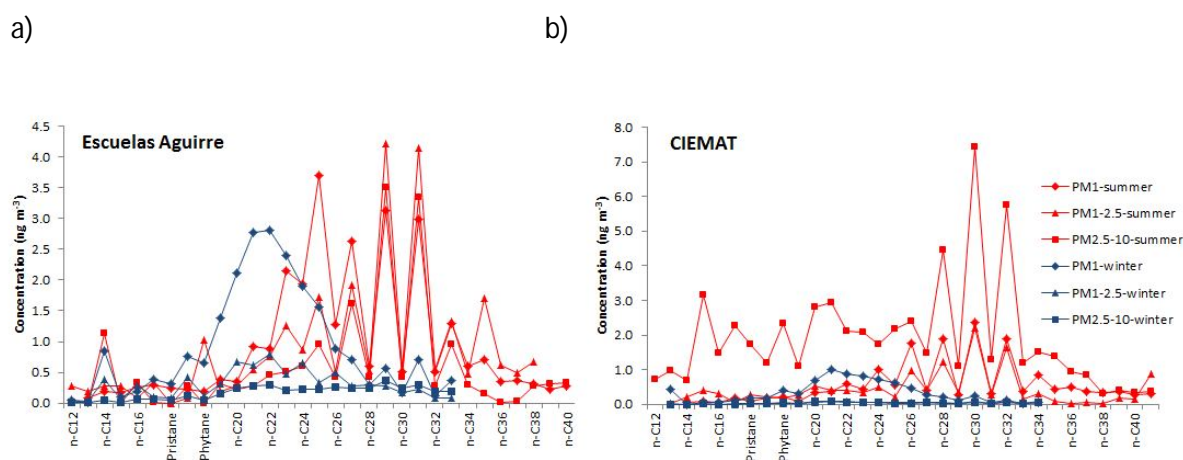 a)
b)
Escuelas Aguirre
Concentration (ng m-3)
4.5
4.0
3.5
3.0
2.5
2.0
1.5
1.0
0.5
0.0
n-C12
n-C14
n-C16
Pristane
Phytane
n-C20
n-C22
n-C24
n-C26
n-C28
n-C30
n-C32
n-C34
n-C36
n-C38
n-C40
CIEMAT
Concentration (ng m-3)
8.0
7.0
6.0
5.0
4.0
3.0
2.0
1.0
0.0
n-C12
n-C14
n-C16
Pristane
Phytane
n-C20
n-C22
n-C24
n-C26
n-C28
n-C30
n-C32
n-C34
n-C36
n-C38
n-C40
PM1-summer
PM1-2.5-summer
PM2.5-10-summer
PM1-winter
PM1-2.5-winter
PM2.5-10-winter